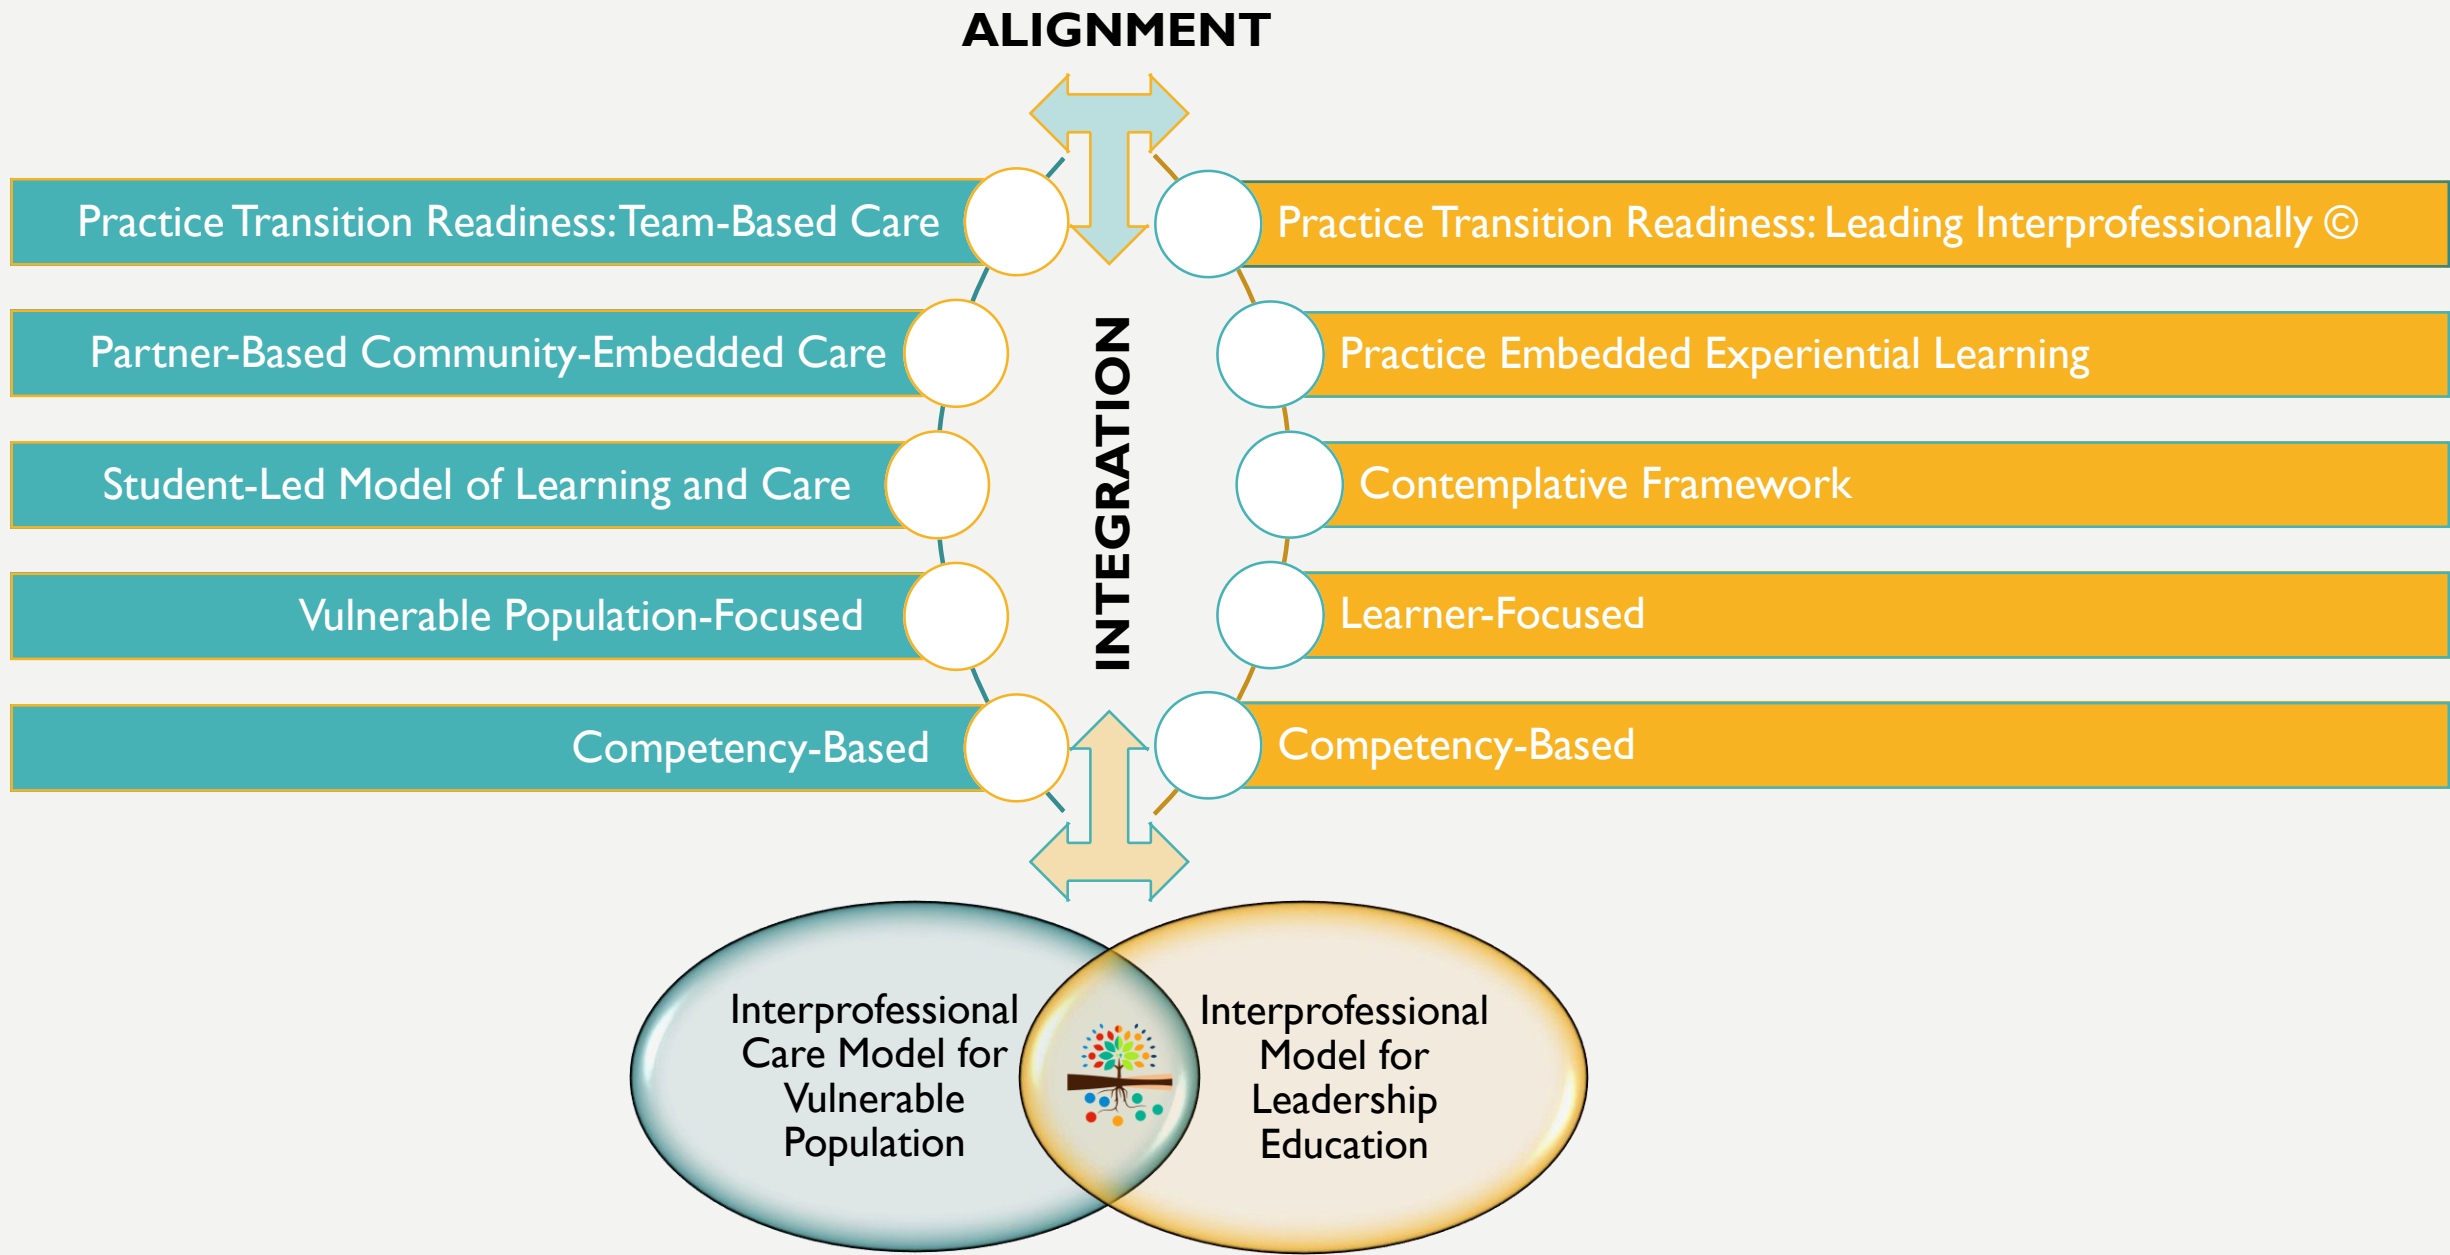 ALIGNMENT
Practice Transition Readiness: Team-Based Care
Practice Transition Readiness: Leading Interprofessionally ©
Partner-Based Community-Embedded Care
Practice Embedded Experiential Learning
Student-Led Model of Learning and Care
Contemplative Framework
Vulnerable Population-Focused
Learner-Focused
Competency-Based
Competency-Based
INTEGRATION
Interprofessional
Care Model for
Vulnerable
Population
Interprofessional
Model for
Leadership
Education